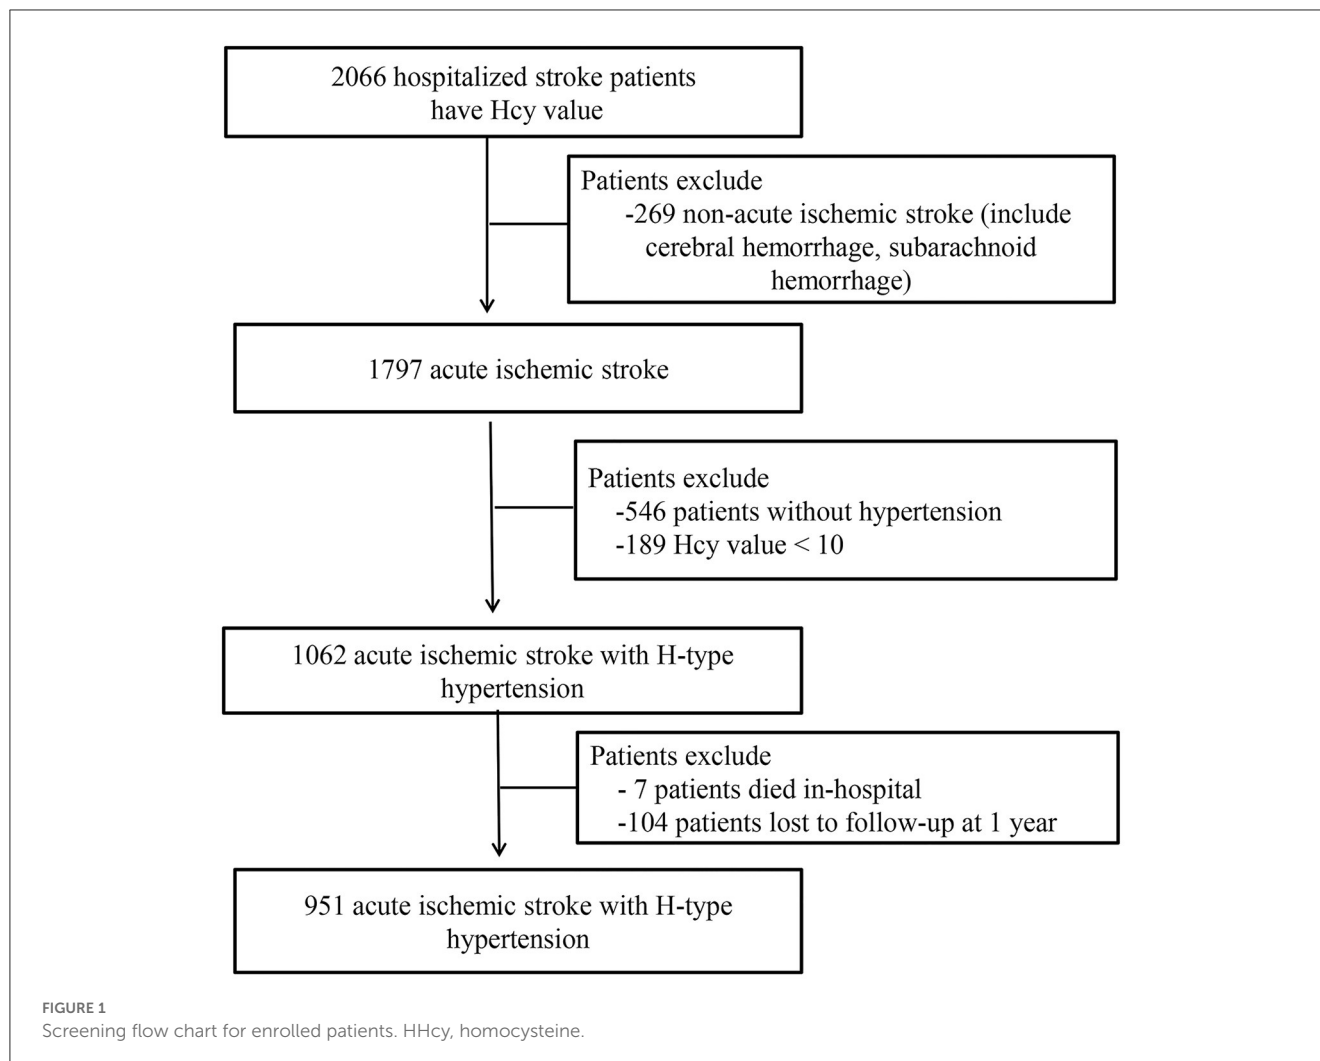 2066 hospitalized stroke patients
have Hcy value
Patients exclude
-269 non-acute ischemic stroke (include
cerebral hemorrhage, subarachnoid
hemorrhage)
1797 acute ischemic stroke
Patients exclude
-546 patients without hypertension
-189 Hcy value < 10
1062 acute ischemic stroke with H-type
hypertension
Patients exclude
- 7 patients died in-hospital
-104 patients lost to follow-up at 1 year
951 acute ischemic stroke with H-type
hypertension
FIGURE 1
Screening flow chart for enrolled patients. HHcy, homocysteine.